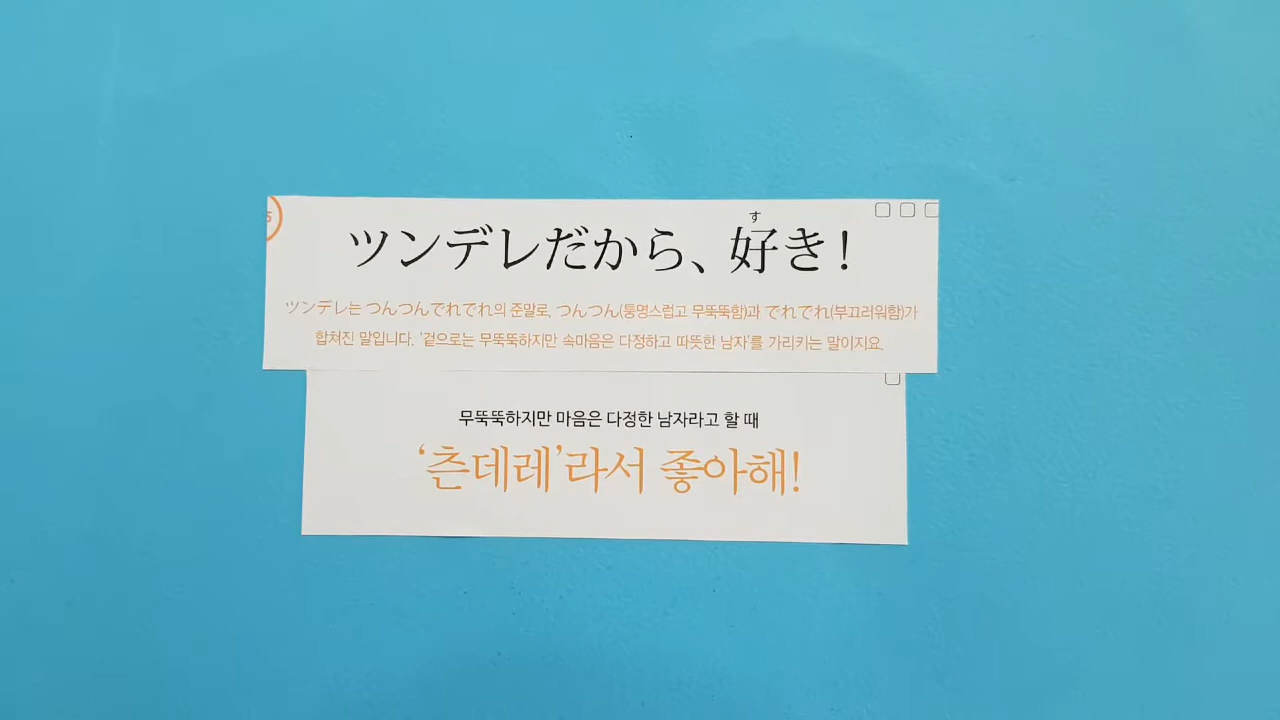 す
ツンデレだから、好き!
ツンデレは つんつんでれでれ의 준말로, つんつん(퉁명스럽고 무뚝뚝함)과 でれでれ(부끄러워함)가
합쳐진 말입니다. '겉으로는 무뚝뚝하지만 속마음은 다정하고 따뜻한 남자'를 가리키는 말이지요.
무뚝뚝하지만 마음은 다정한 남자라고 할 때
‘츤데레’라서 좋아해!